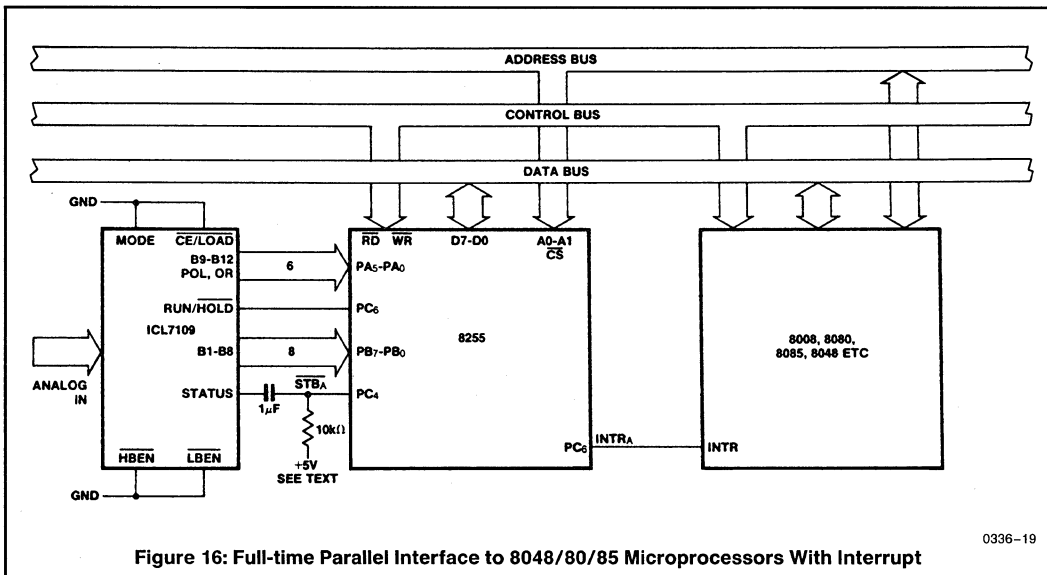 ADDRESS BUS
CONTROL BUS
DATA BUS
GND
MODE
CE/LOAD
B9-B12
POL, OR
6
RUN/HOLD
ICL7109
B1-B8
8
STATUS
ANALOG
IN
1μF
STBA
10kΩ
+5V
SEE TEXT
HBEN
LBEN
GND
RD
WR
D7-D0
A0-A1
CS
PA5-PA0
PC6
8255
PB7-PB0
PC4
PC6
INTRA
INTR
8008, 8080,
8085, 8048 ETC
0336-19
Figure 16: Full-time Parallel Interface to 8048/80/85 Microprocessors With Interrupt